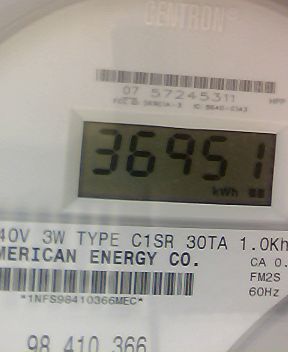 CENTRON®
07 57245311
36951
kWh
40V 3W TYPE C1SR 30TA 1.0Kh
MERICAN ENERGY CO.
CA 0.
FM2S
60Hz
*1NFS98410366MEC*
98 410 366